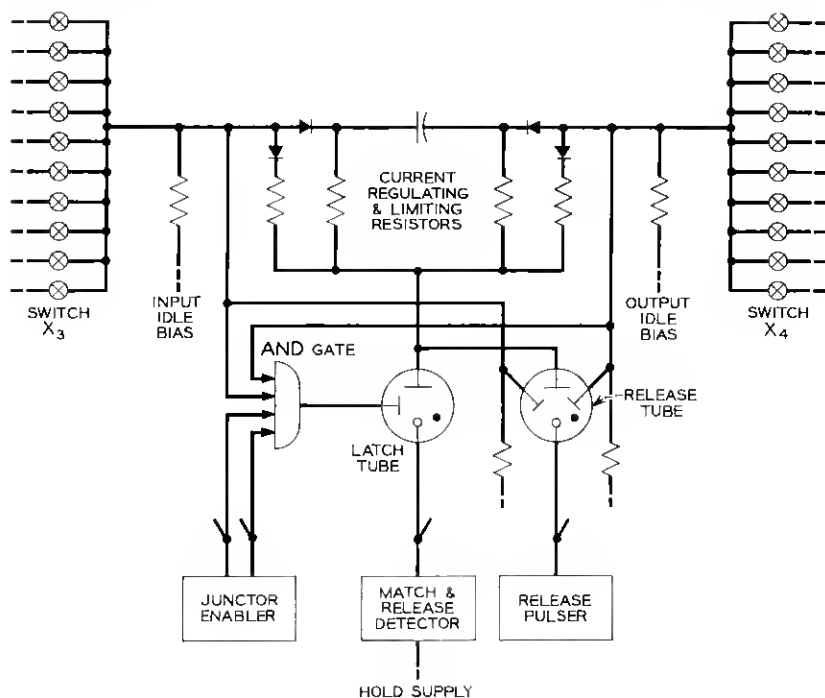 CURRENT
REGULATING
& LIMITING
RESISTORS
SWITCH
X3
INPUT
IDLE
BIAS
OUTPUT
IDLE
BIAS
SWITCH
X4
AND GATE
RELEASE
TUBE
LATCH
TUBE
JUNCTOR
ENABLER
MATCH &
RELEASE
DETECTOR
RELEASE
PULSER
HOLD SUPPLY